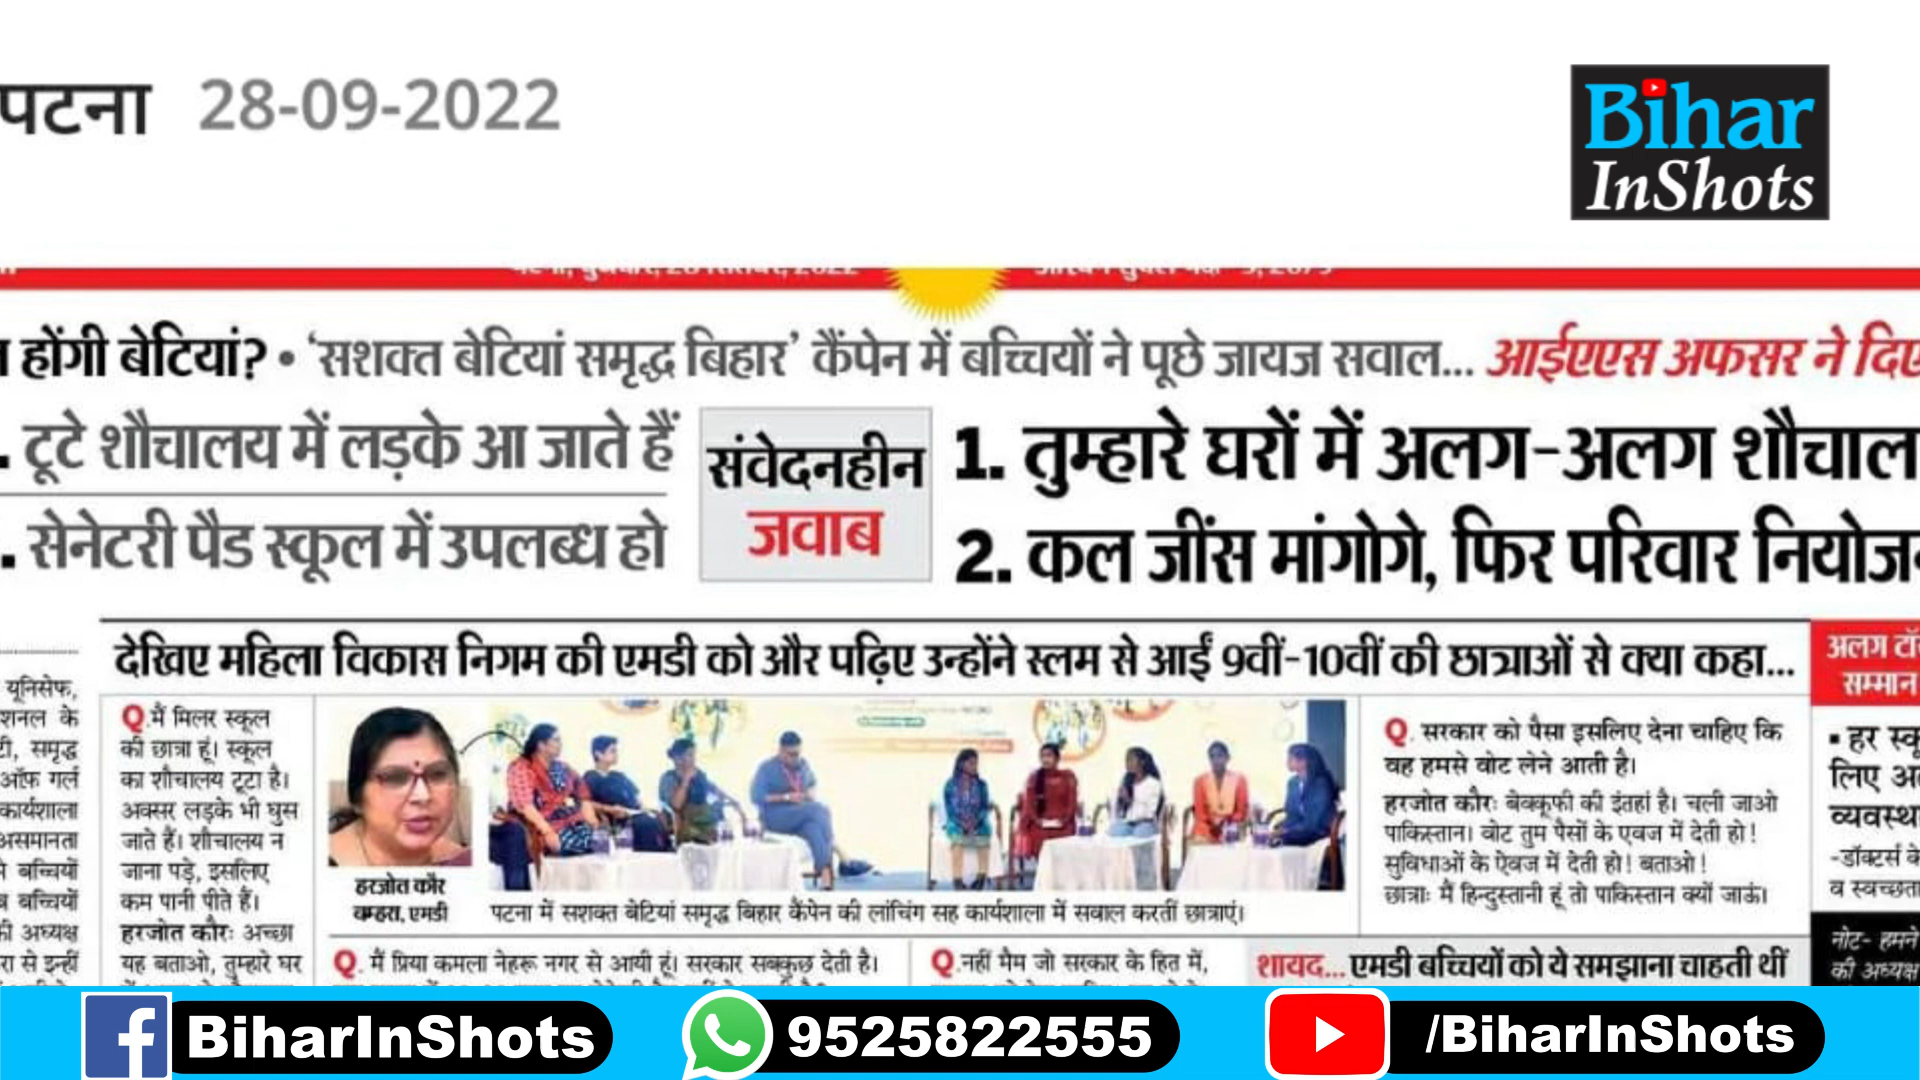 पटना 28-09-2022
Bihar
InShots
होंगी बेटियां? • 'सशक्त बेटियां समृद्ध बिहार' कैंपेन में बच्चियों ने पूछे जायज सवाल... आईएएस अफसर ने दिए
. टूटे शौचालय में लड़के आ जाते हैं
. सेनेटरी पैड स्कूल में उपलब्ध हो
संवेदनहीन
जवाब
1. तुम्हारे घरों में अलग-अलग शौचाल
2. कल जींस मांगोगे, फिर परिवार नियोज
देखिए महिला विकास निगम की एमडी को और पढ़िए उन्होंने स्लम से आईं 9वीं-10वीं की छात्राओं से क्या कहा...
यूनिसेफ,
शनल के
टी, समृद्ध
ऑफ गर्ल
कार्यशाला
असमानता
बच्चियों
बच्चियों
की अध्यक्ष
रा से इन्हीं
Q.मैं मिलर स्कूल
की छात्रा हूं। स्कूल
का शौचालय टूटा है।
अक्सर लड़के भी घुस
जाते हैं। शौचालय न
जाना पड़े, इसलिए
कम पानी पीते हैं।
हरजोत कौरः अच्छा
यह बताओ, तुम्हारे घर
हरजोत कौर
बम्हरा, एमडी
पटना में सशक्त बेटियां समृद्ध बिहार कैंपेन की लांचिंग सह कार्यशाला में सवाल करतीं छात्राएं।
Q. मैं प्रिया कमला नेहरू नगर से आयी हूं। सरकार सबकुछ देती है।
Q.नहीं मैम जो सरकार के हित में,
Q. सरकार को पैसा इसलिए देना चाहिए कि
वह हमसे वोट लेने आती है।
हरजोत कौरः बेवकूफी की इंतहां है। चली जाओ
पाकिस्तान। वोट तुम पैसों के एवज में देती हो!
सुविधाओं के ऐवज में देती हो! बताओ!
छात्राः मैं हिन्दुस्तानी हूं तो पाकिस्तान क्यों जाऊं।
शायद... एमडी बच्चियों को ये समझाना चाहती थीं
अलग टॉ
सम्मान
▪ हर स्कू
लिए अ
व्यवस्था
-डॉक्टर्स के
व स्वच्छता
नोट- हमने
की अध्यक्ष
BiharInShots
9525822555
/BiharInShots